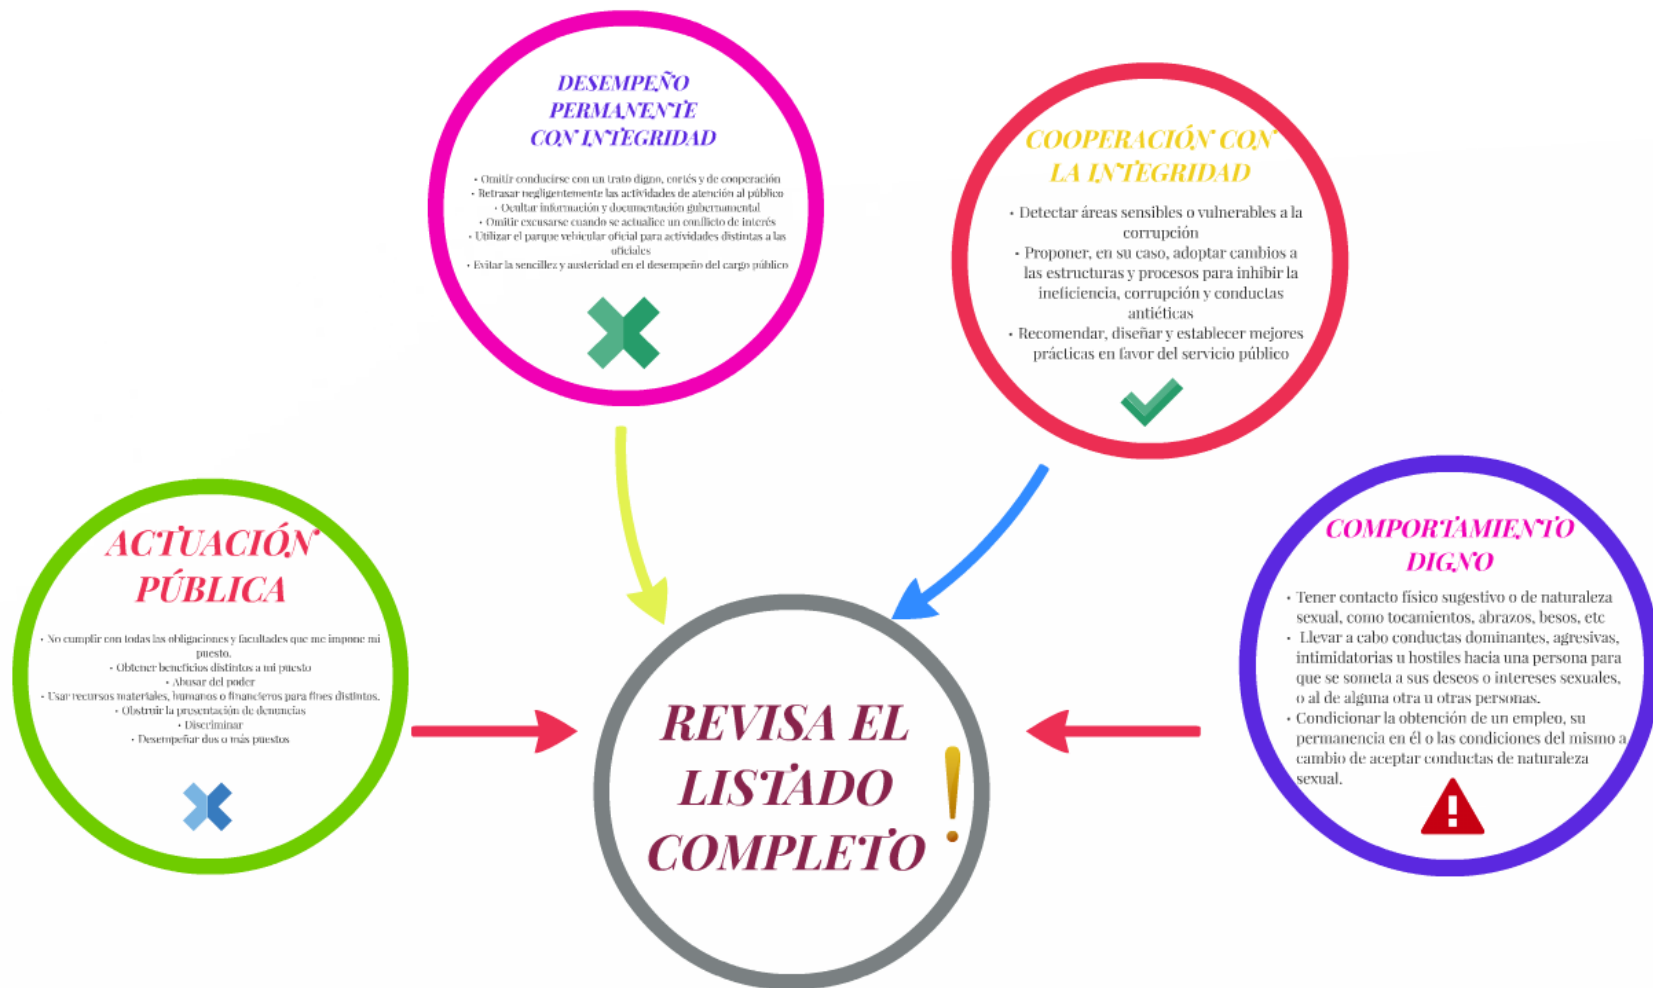 DESEMPEÑO
PERMANENTE
CON INTEGRIDAD
• Omitir conducirse con un trato digno, cortés y de cooperación
• Retrasar negligentemente las actividades de atención al público
• Ocultar información y documentación gubernamental
• Omitir excusarse cuando se actualice un conflicto de interés
• Utilizar el parque vehicular oficial para actividades distintas a las
oficiales
• Evitar la sencillez y austeridad en el desempeño del cargo público
COOPERACIÓN CON
LA INTEGRIDAD
• Detectar áreas sensibles o vulnerables a la
corrupción
• Proponer, en su caso, adoptar cambios a
las estructuras y procesos para inhibir la
ineficiencia, corrupción y conductas
antiéticas
• Recomendar, diseñar y establecer mejores
prácticas en favor del servicio público
ACTUACIÓN
PÚBLICA
• No cumplir con todas las obligaciones y facultades que me impone mi
puesto.
• Obtener beneficios distintos a mi puesto
• Abusar del poder
• Usar recursos materiales, humanos o financieros para fines distintos.
• Obstruir la presentación de denuncias
• Discriminar
• Desempeñar dos o más puestos
COMPORTAMIENTO
DIGNO
• Tener contacto físico sugestivo o de naturaleza
sexual, como tocamientos, abrazos, besos, etc
• Llevar a cabo conductas dominantes, agresivas,
intimidatorias u hostiles hacia una persona para
que se someta a sus deseos o intereses sexuales,
o al de alguna otra u otras personas.
• Condicionar la obtención de un empleo, su
permanencia en él o las condiciones del mismo a
cambio de aceptar conductas de naturaleza
sexual.
REVISA EL
LISTADO
COMPLETO !